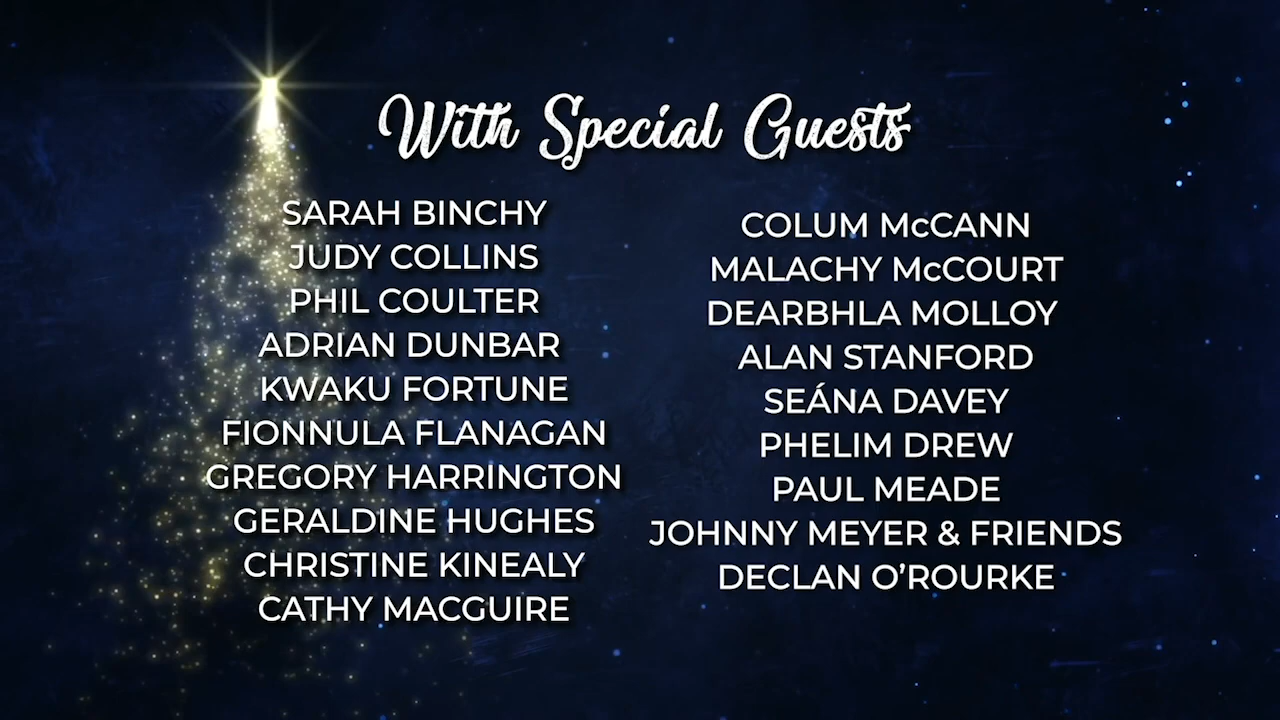 With Special Guests
SARAH BINCHY
JUDY COLLINS
PHIL COULTER
ADRIAN DUNBAR
KWAKU FORTUNE
FIONNULA FLANAGAN
GREGORY HARRINGTON
GERALDINE HUGHES
CHRISTINE KINEALY
CATHY MACGUIRE
COLUM McCANN
MALACHY McCOURT
DEARBHLA MOLLOY
ALAN STANFORD
SEÁNA DAVEY
PHELIM DREW
PAUL MEADE
JOHNNY MEYER & FRIENDS
DECLAN O’ROURKE